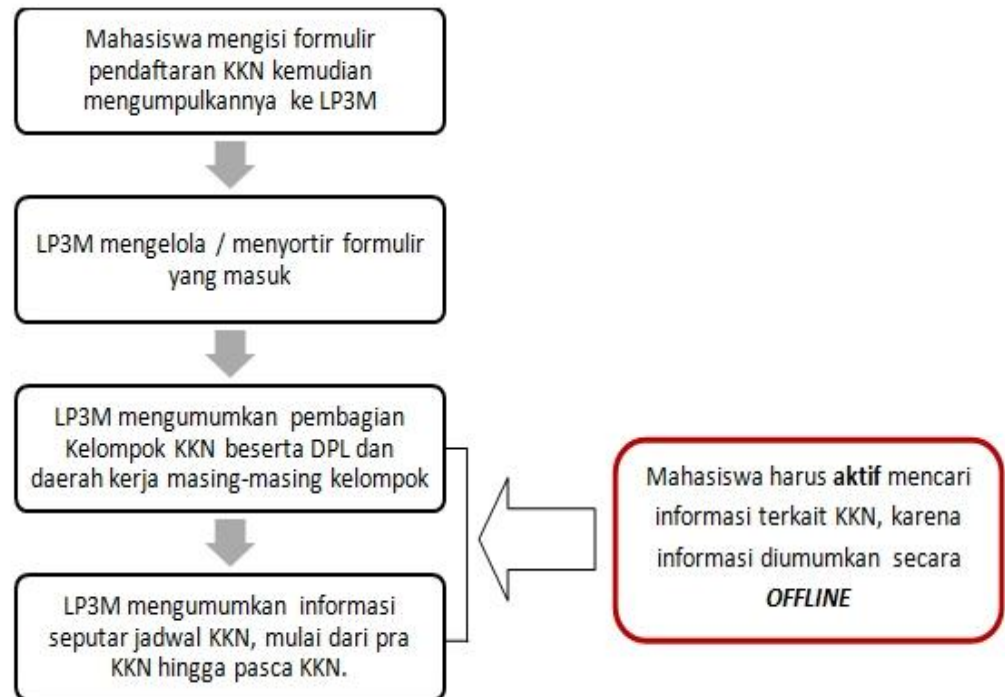 Mahasiswa mengisi formulir
pendaftaran KKN kemudian
mengumpulkannya ke LP3M
LP3M mengelola / menyortir formulir
yang masuk
LP3M mengumumkan pembagian
Kelompok KKN beserta DPL dan
daerah kerja masing-masing kelompok
LP3M mengumumkan informasi
seputar jadwal KKN, mulai dari pra
KKN hingga pasca KKN.
Mahasiswa harus aktif mencari
informasi terkait KKN, karena
informasi diumumkan secara
OFFLINE